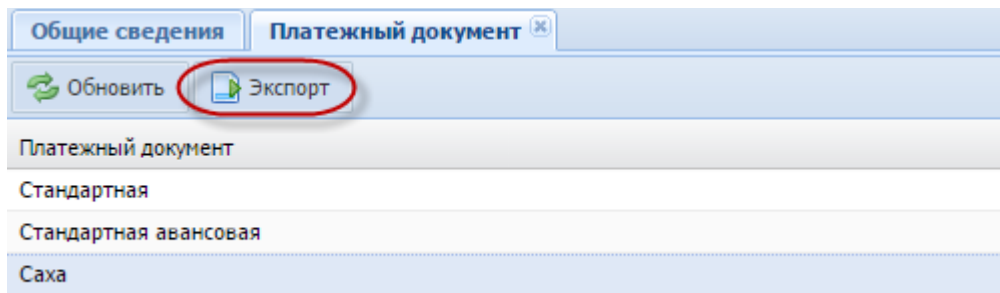 Общие сведения Платежный документ
Обновить Экспорт
Платежный документ
Стандартная
Стандартная авансовая
Саха